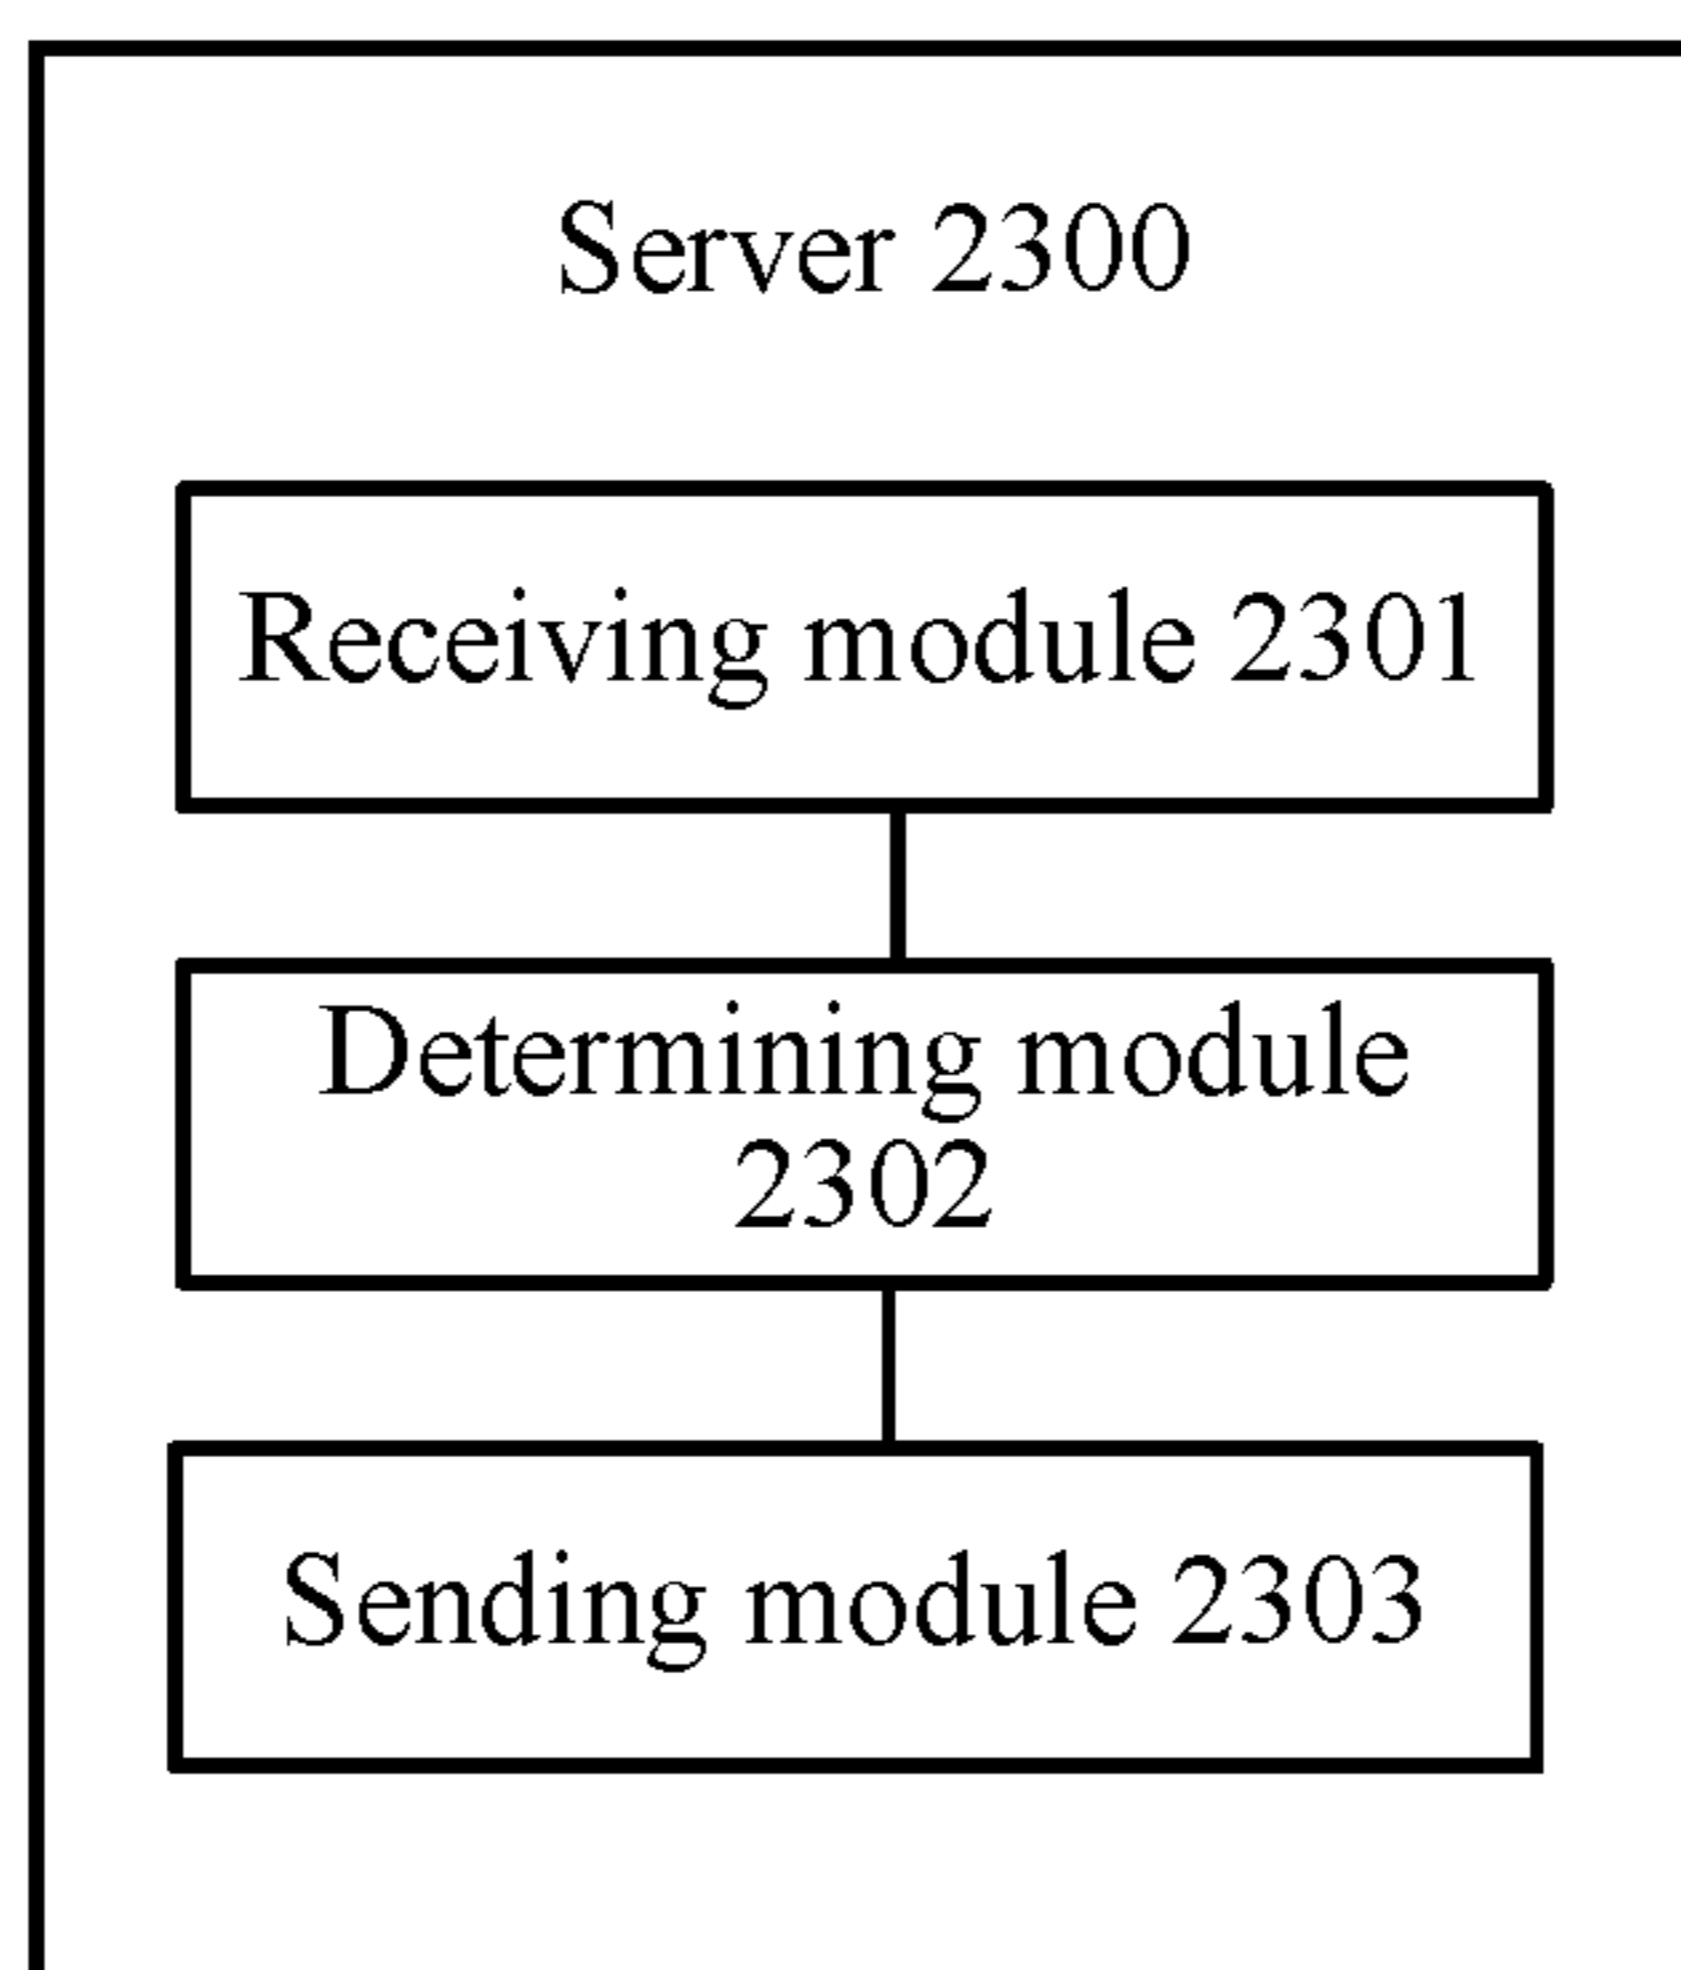 Server 2300
Receiving module 2301
Determining module
2302
Sending module 2303